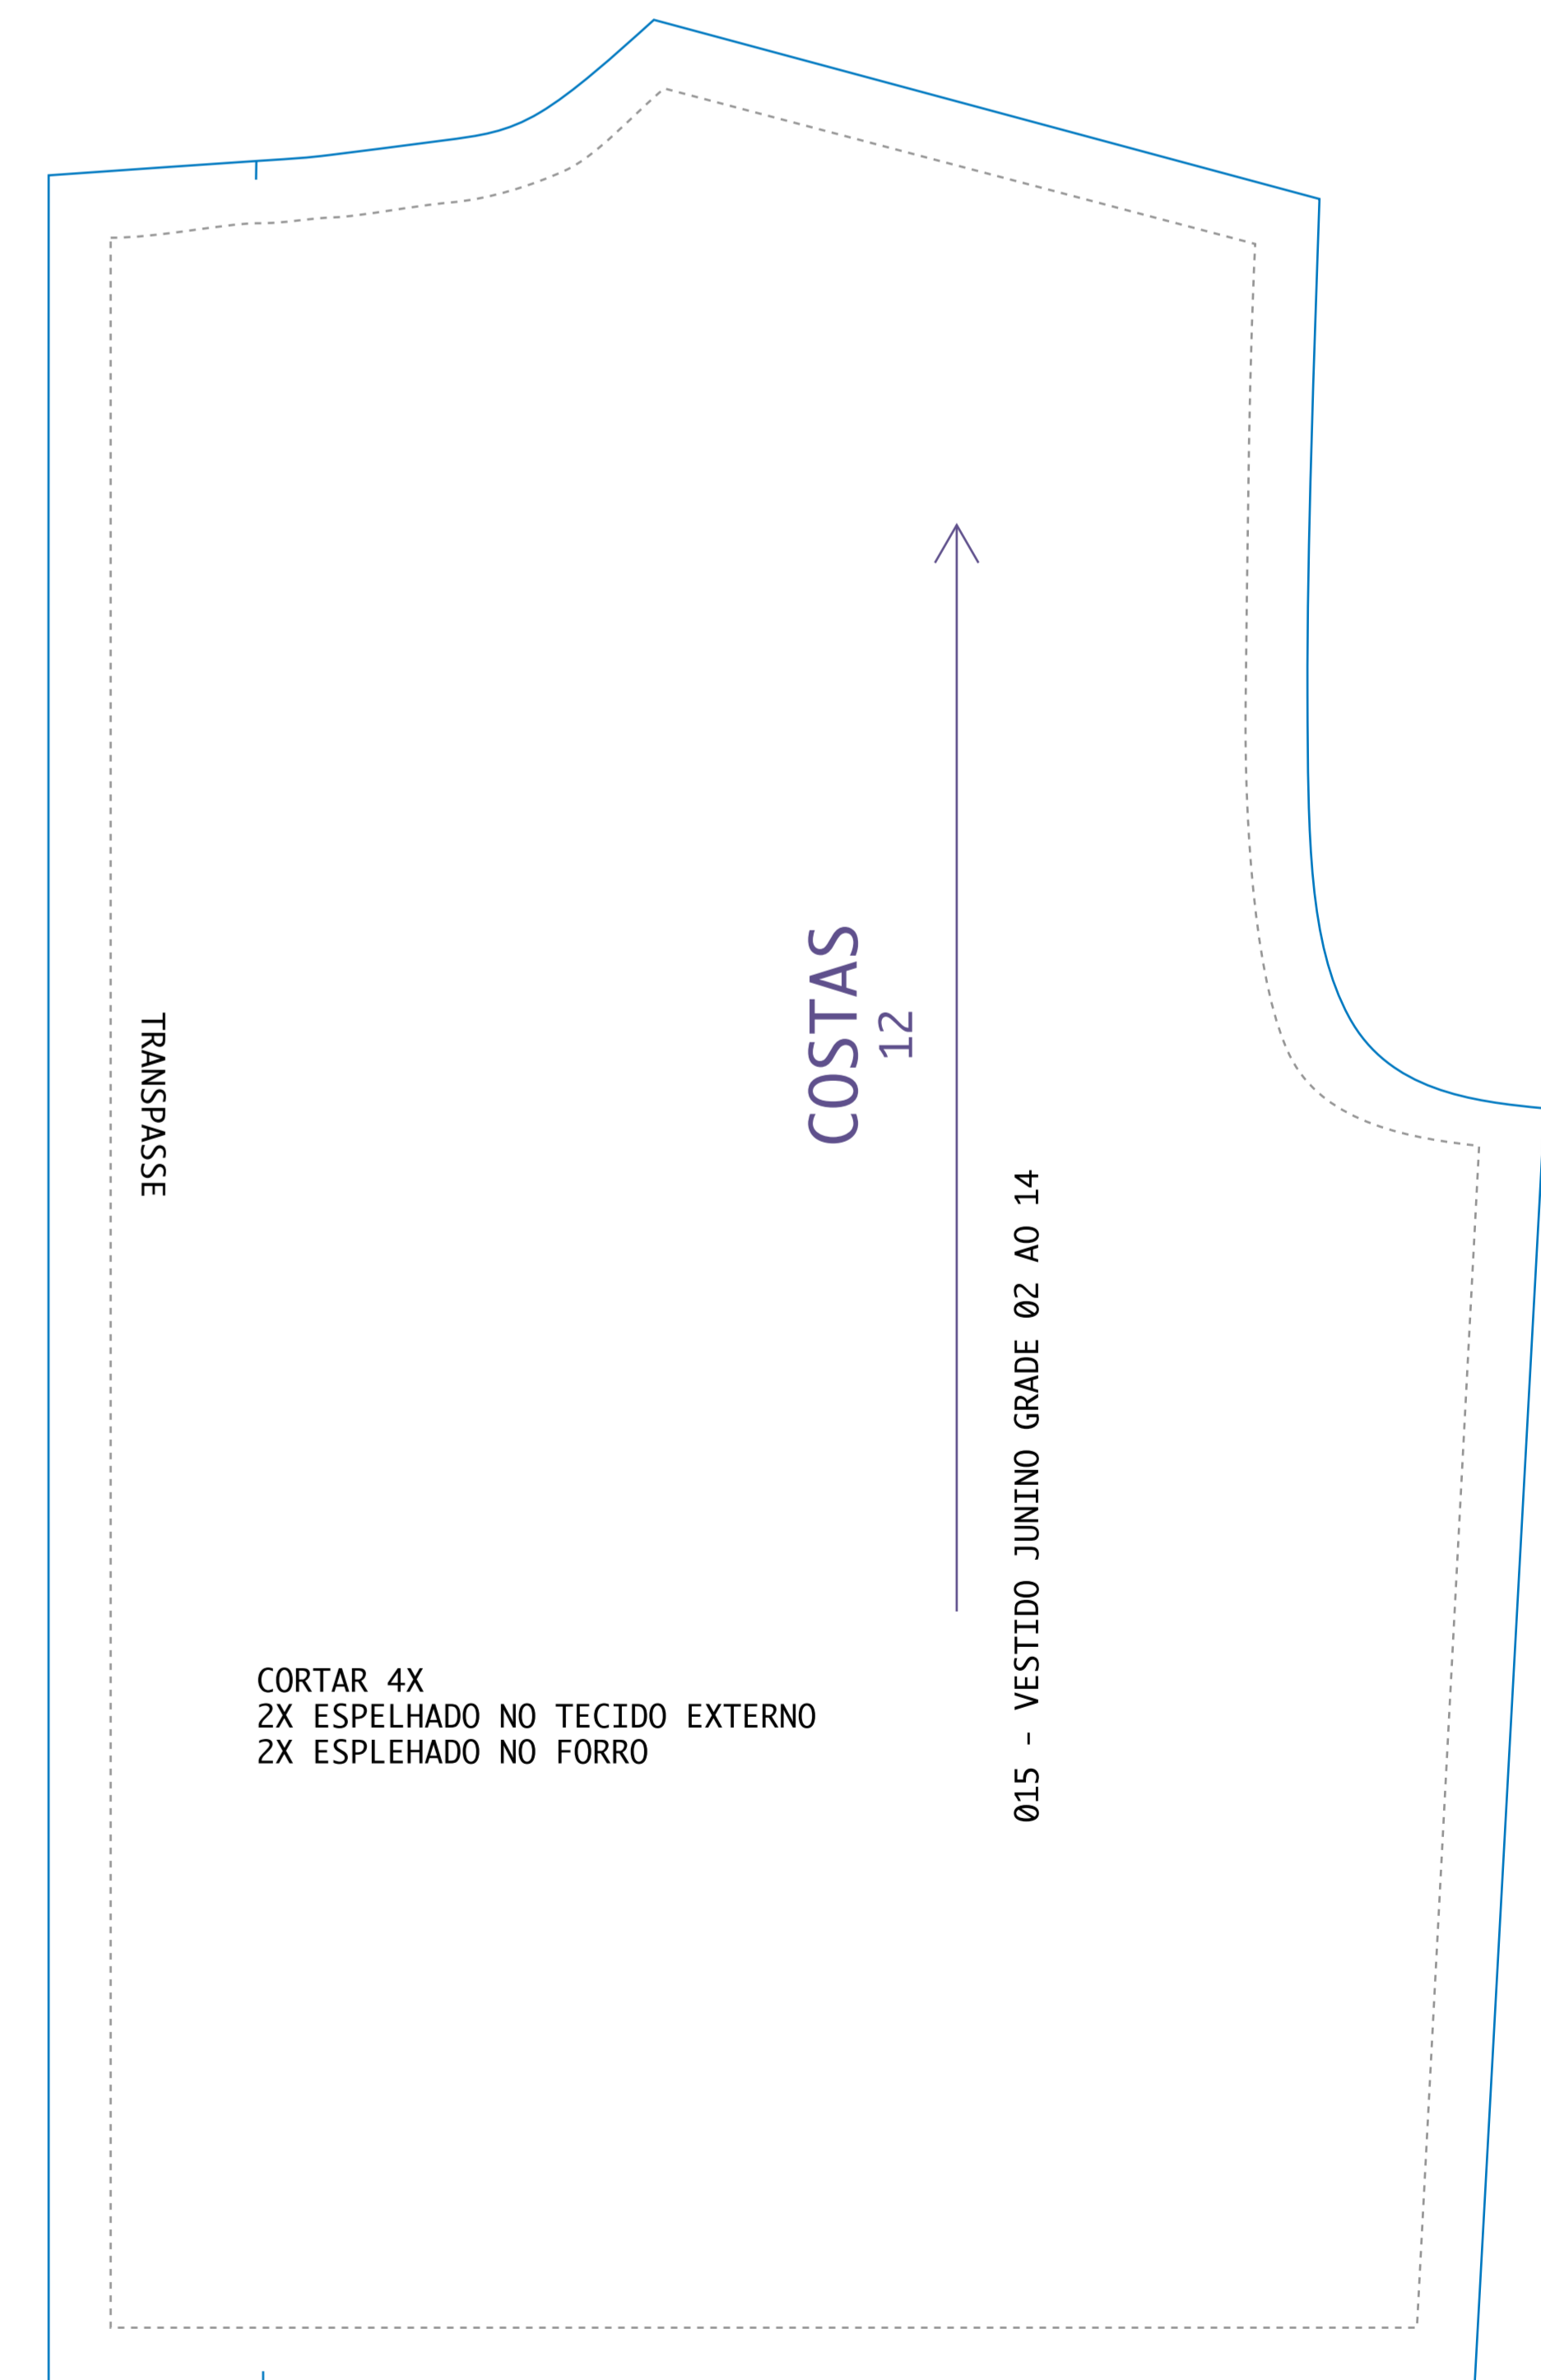 TRANSPASSE
COSTAS
12
015 - VESTIDO JUNINO GRADE 02 AO 14
CORTAR 4X
2X ESPELHADO NO TECIDO EXTERNO
2X ESPLEHADO NO FORRO